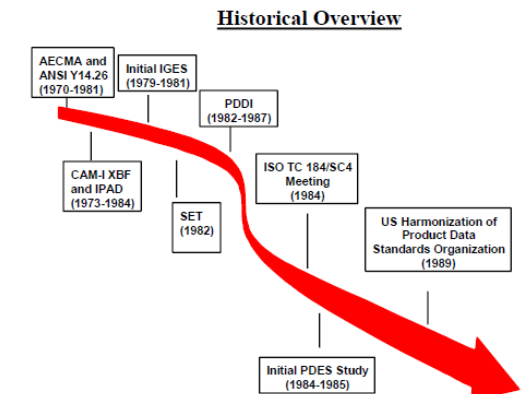 Historical Overview
AECMA and
ANSI Y14.26
(1970-1981)
Initial IGES
(1979-1981)
PDDI
(1982-1987)
CAM-I XBF
and IPAD
(1973-1984)
SET
(1982)
ISO TC 184/SC4
Meeting
(1984)
US Harmonization of
Product Data
Standards Organization
(1989)
Initial PDES Study
(1984-1985)